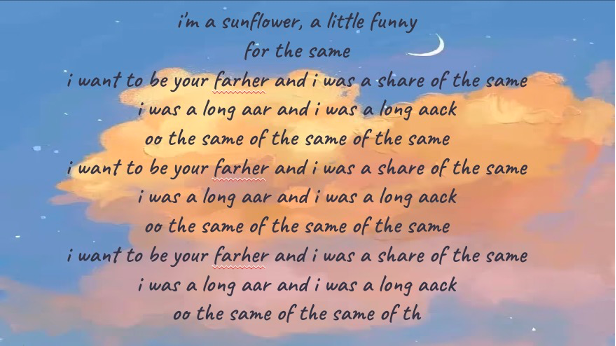 i'm a sunflower, a little funny
for the same
i want to be your farher and i was a share of the same
i was a long aar and i was a long aack
oo the same of the same of the same
i want to be your farher and i was a share of the same
i was a long aar and i was a long aack
oo the same of the same of the same
i want to be your farher and i was a share of the same
i was a long aar and i was a long aack
oo the same of the same of th